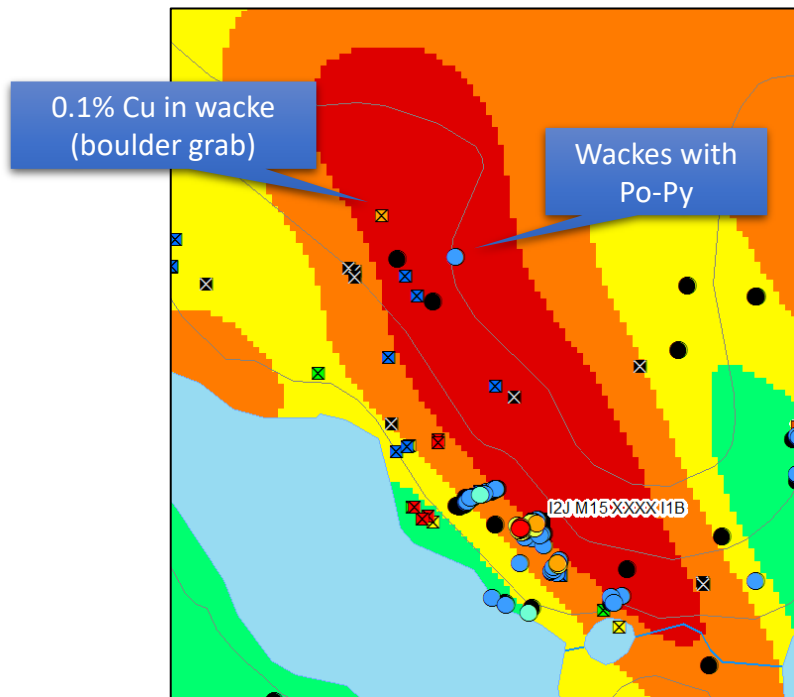 0.1% Cu in wacke
(boulder grab)
Wackes with
Po-Py
I2J M15 XXXX I1B